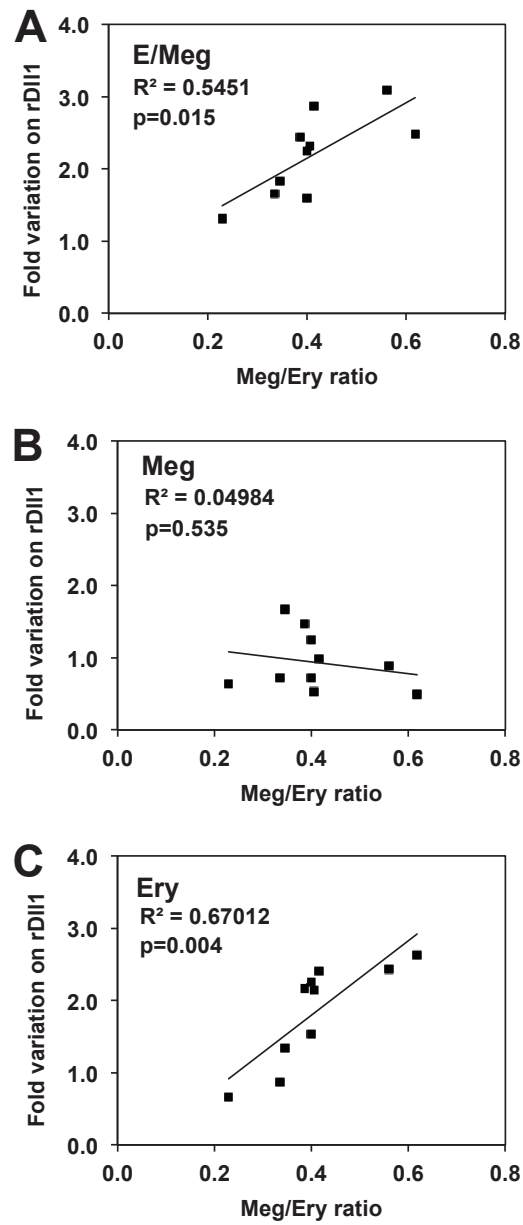 A
E/Meg
R² = 0.5451
p=0.015
Fold variation on rDll1
4.0
3.0
2.0
1.0
0.0
0.0 0.2 0.4 0.6 0.8
Meg/Ery ratio
B
Meg
R² = 0.04984
p=0.535
Fold variation on rDll1
4.0
3.0
2.0
1.0
0.0
0.0 0.2 0.4 0.6 0.8
Meg/Ery ratio
C
Ery
R² = 0.67012
p=0.004
Fold variation on rDll1
4.0
3.0
2.0
1.0
0.0
0.0 0.2 0.4 0.6 0.8
Meg/Ery ratio